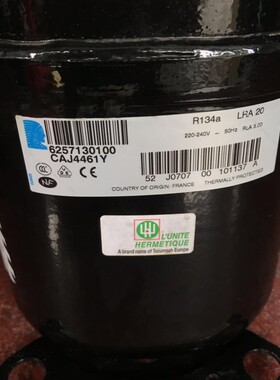 R134a LRA 20
220-240V ~ 50Hz RLA 3.00
6257130100
CAJ4461Y
52 J0707 00 101137 A
NF
COUNTRY OF ORIGIN: FRANCE THERMALLY PROTECTED
L'UNITE
HERMETIQUE
A brand name of Tecumseh Europe